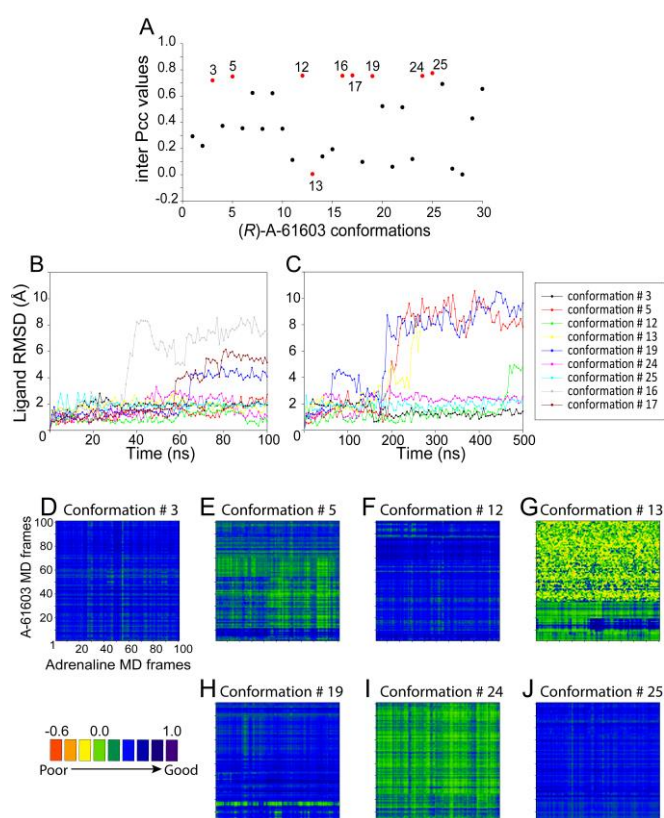 A
inter Pcc values
1.0
0.8
0.6
0.4
0.2
0.0
-0.2
3
5
12
16
17
19
24
25
13
0 5 10 15 20 25 30
(R)-A-61603 conformations
B
Ligand RMSD (Å)
10
8
6
4
2
0 20 40 60 80 100
Time (ns)
C
10
8
6
4
2
0 100 200 300 400 500
Time (ns)
conformation # 3
conformation # 5
conformation # 12
conformation # 13
conformation # 19
conformation # 24
conformation # 25
conformation # 16
conformation # 17
D Conformation # 3
A-61603 MD frames
100
80
60
40
20
1
20 40 60 80 100
Adrenaline MD frames
E Conformation # 5
F Conformation # 12
G Conformation # 13
H Conformation # 19
I Conformation # 24
J Conformation # 25
-0.6 0.0 1.0
Poor Good